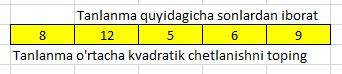 Tanlanma quyidagicha sonlardan iborat
8 12 5 6 9
Tanlanma o'rtacha kvadratik chetlanishni toping